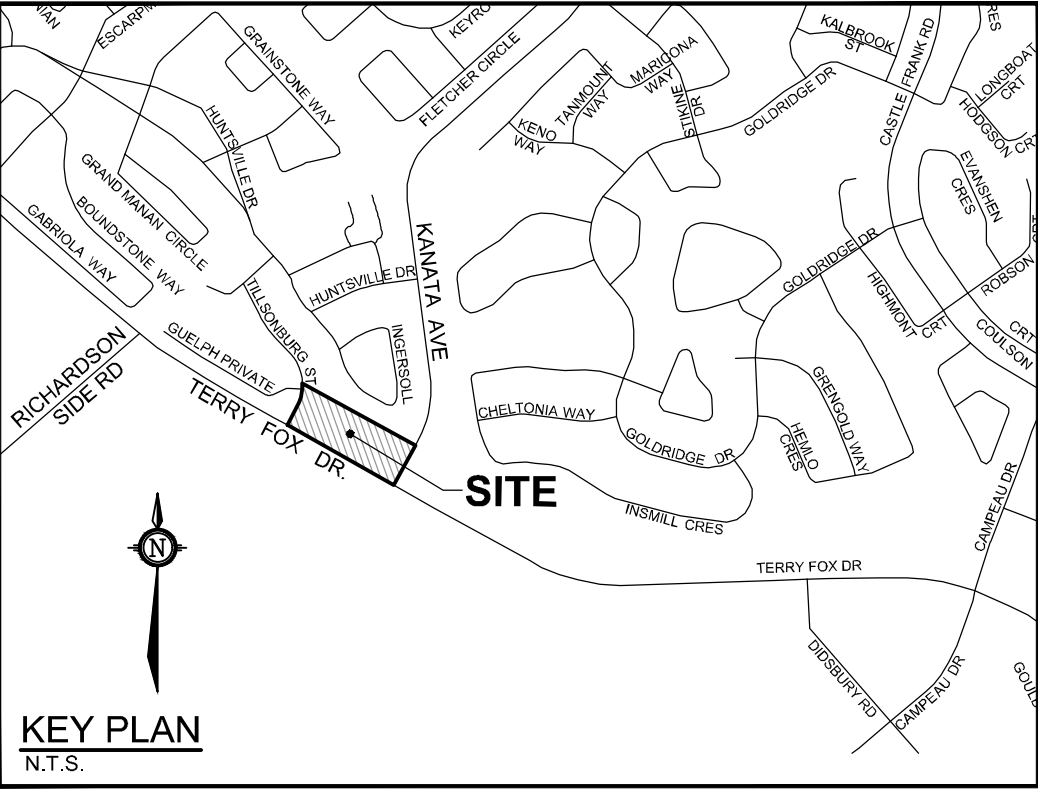 ESCARPM
GRAINSTONE WAY
KEYRO
FLETCHER CIRCLE
TANMOUNT
WAY
MARICONA
WAY
STIKINE
DR
KENO
WAY
GOLDRIDGE DR
KALBROOK
ST
CASTLE FRANK RD
RES
LONGBOAT
CRT
HODGSON CRT
EVANSHEN
CRES
ROBSON CRT
HUNTSVILLE DR
GRAND MANAN CIRCLE
BOUNDSTONE WAY
GABRIOLA WAY
TILLSONBURG ST
HUNTSVILLE DR
KANATA AVE
INGERSOLL
GOLDRIDGE DR
HIGHMONT
CRT
COULSON
CRT
GUELPH PRIVATE
RICHARDSON
SIDE RD
TERRY FOX DR.
CHELTONIA WAY
GOLDRIDGE DR
HEMLO
CRES
GRENGOLD WAY
SITE
INSMILL CRES
CAMPEAU DR
TERRY FOX DR
DIDSBURY RD
CAMPEAU DR
GOUL
N
KEY PLAN
N.T.S.